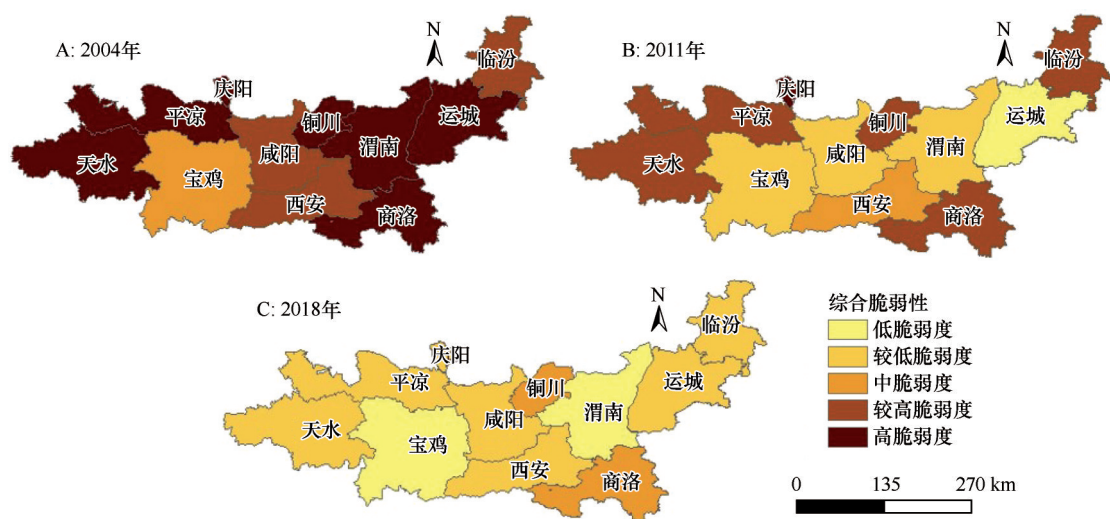 A: 2004年
N
临汾
庆阳
平凉
铜川
运城
咸阳
渭南
天水
宝鸡
西安
商洛
B: 2011年
N
临汾
庆阳
平凉
铜川
运城
咸阳
渭南
天水
宝鸡
西安
商洛
C: 2018年
N
临汾
庆阳
平凉
铜川
运城
咸阳
渭南
天水
宝鸡
西安
商洛
综合脆弱性
低脆弱度
较低脆弱度
中脆弱度
较高脆弱度
高脆弱度
0 135 270 km